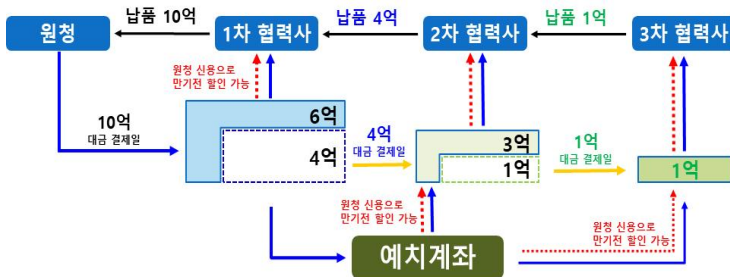 납품 10억
납품 4억
납품 1억
원청
1차 협력사
2차 협력사
3차 협력사
원청 신용으로
만기전 할인 가능
10억
대금 결제일
6억
4억
4억
대금 결제일
3억
1억
1억
대금 결제일
1억
원청 신용으로
만기전 할인 가능
원청 신용으로
만기전 할인 가능
예치계좌